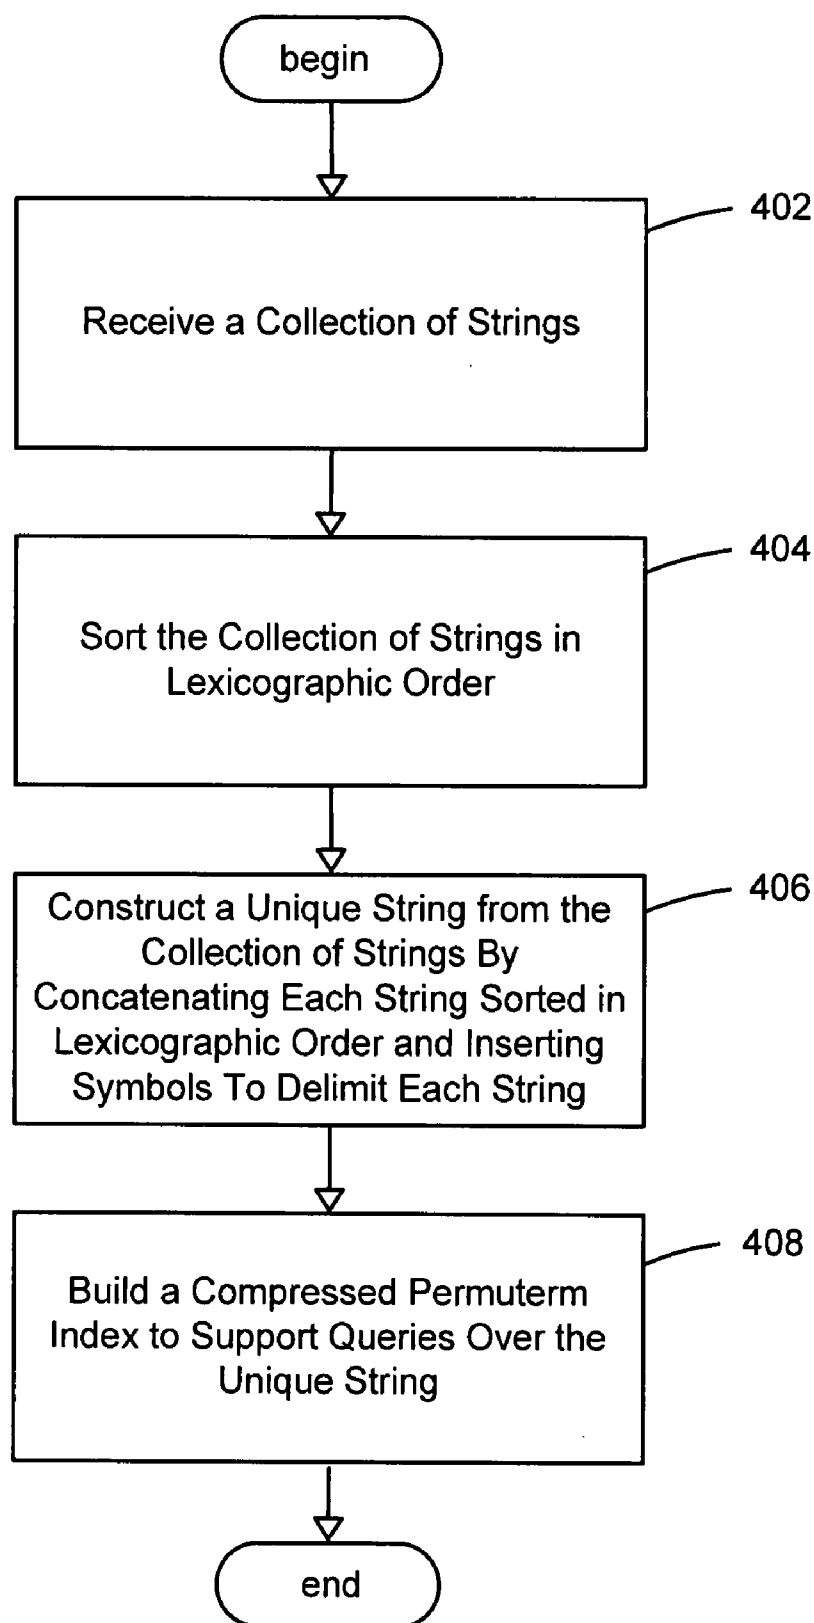 begin
402
Receive a Collection of Strings
404
Sort the Collection of Strings in
Lexicographic Order
406
Construct a Unique String from the
Collection of Strings By
Concatenating Each String Sorted in
Lexicographic Order and Inserting
Symbols To Delimit Each String
408
Build a Compressed Permuterm
Index to Support Queries Over the
Unique String
end